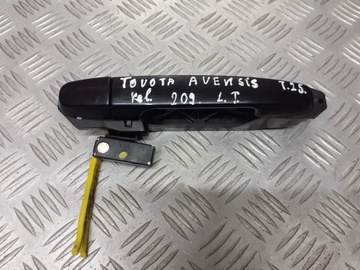 TOYOTA AVENSIS T.25.
kol. 209. L.T.